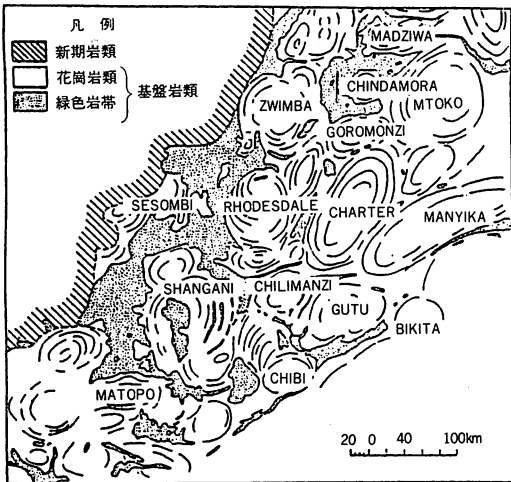 凡例
新期岩類
花崗岩類
緑色岩帯
基盤岩類
MADZIWA
CHINDAMORA
ZWIMBA
MTOKO
GOROMONZI
SESOMBI
RHODESDALE
CHARTER
MANYIKA
SHANGANI
CHILIMANZI
GUTU
BIKITA
CHIBI
MATOPO
20 0 40 100km